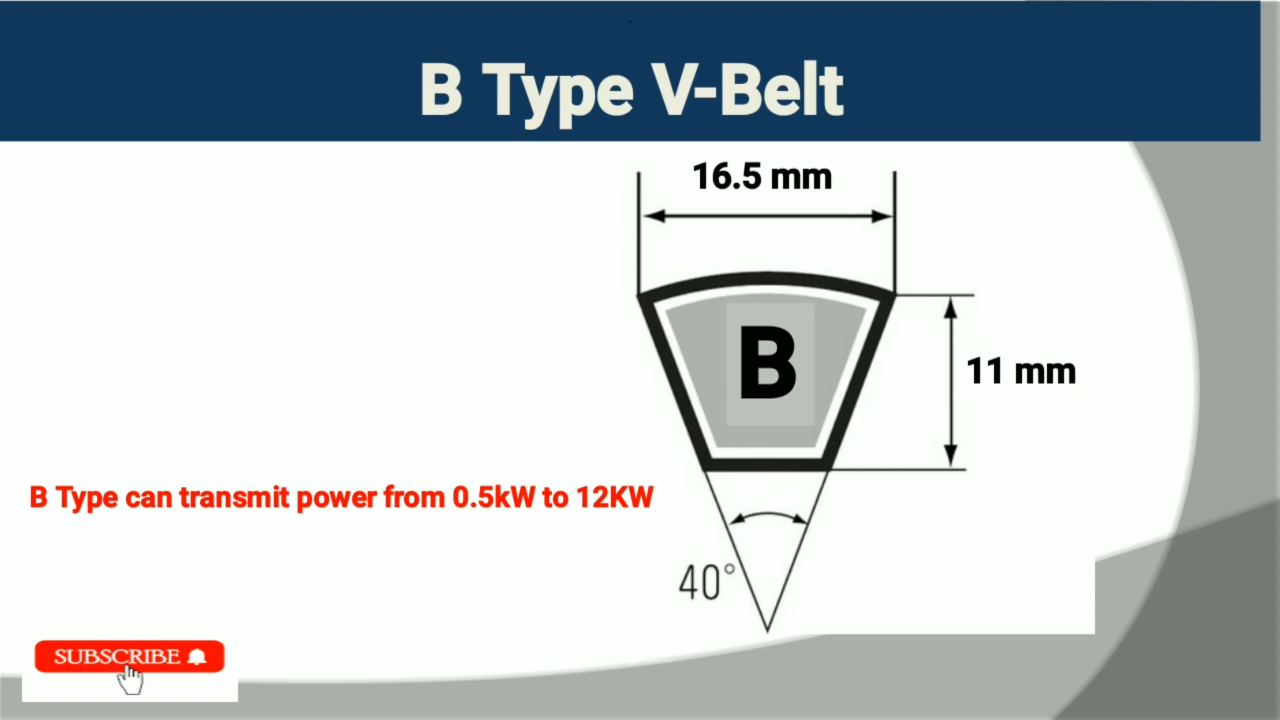 B Type V-Belt
16.5 mm
B
11 mm
B Type can transmit power from 0.5kW to 12KW
40°
SUBSCRIBE